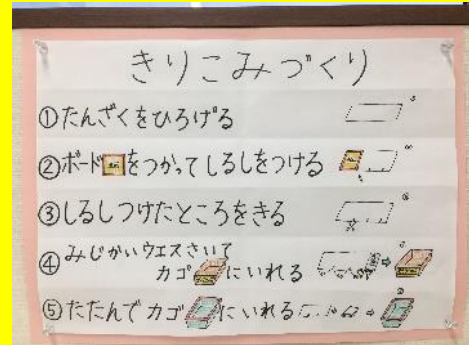 きりこみづくり
①たんざくをひろげる
②ボードをつかってしるしをつける
③しるしつけたところをきる
④みじかいウエスさいて
カゴにいれる
⑤たたんでカゴにいれる